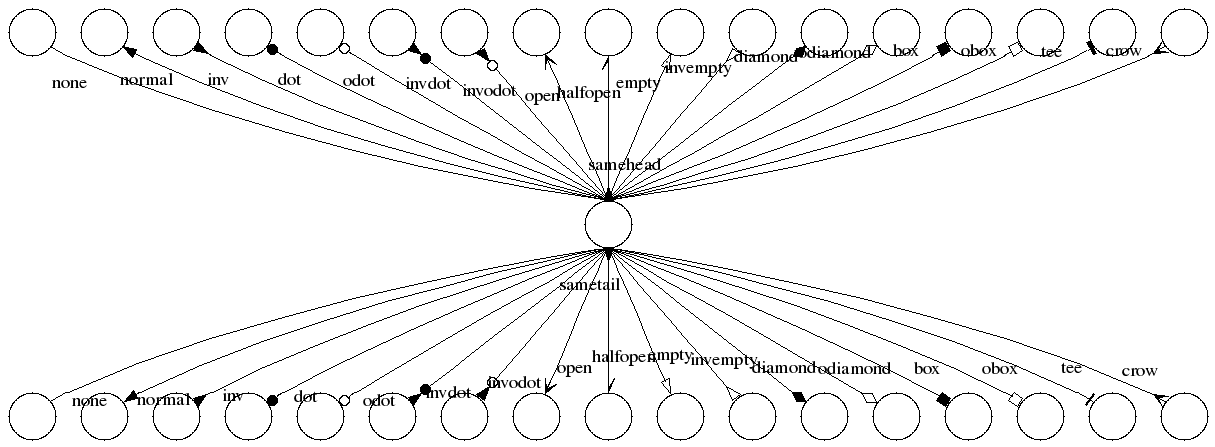 none
normal
inv
dot
odot
invdot
invodot
open
halfopen
empty
invempty
diamond
odiamond
box
obox
tee
crow
samehead
sametail
none
normal
inv
dot
odot
invdot
invodot
open
halfopen
empty
invempty
diamond
odiamond
box
obox
tee
crow